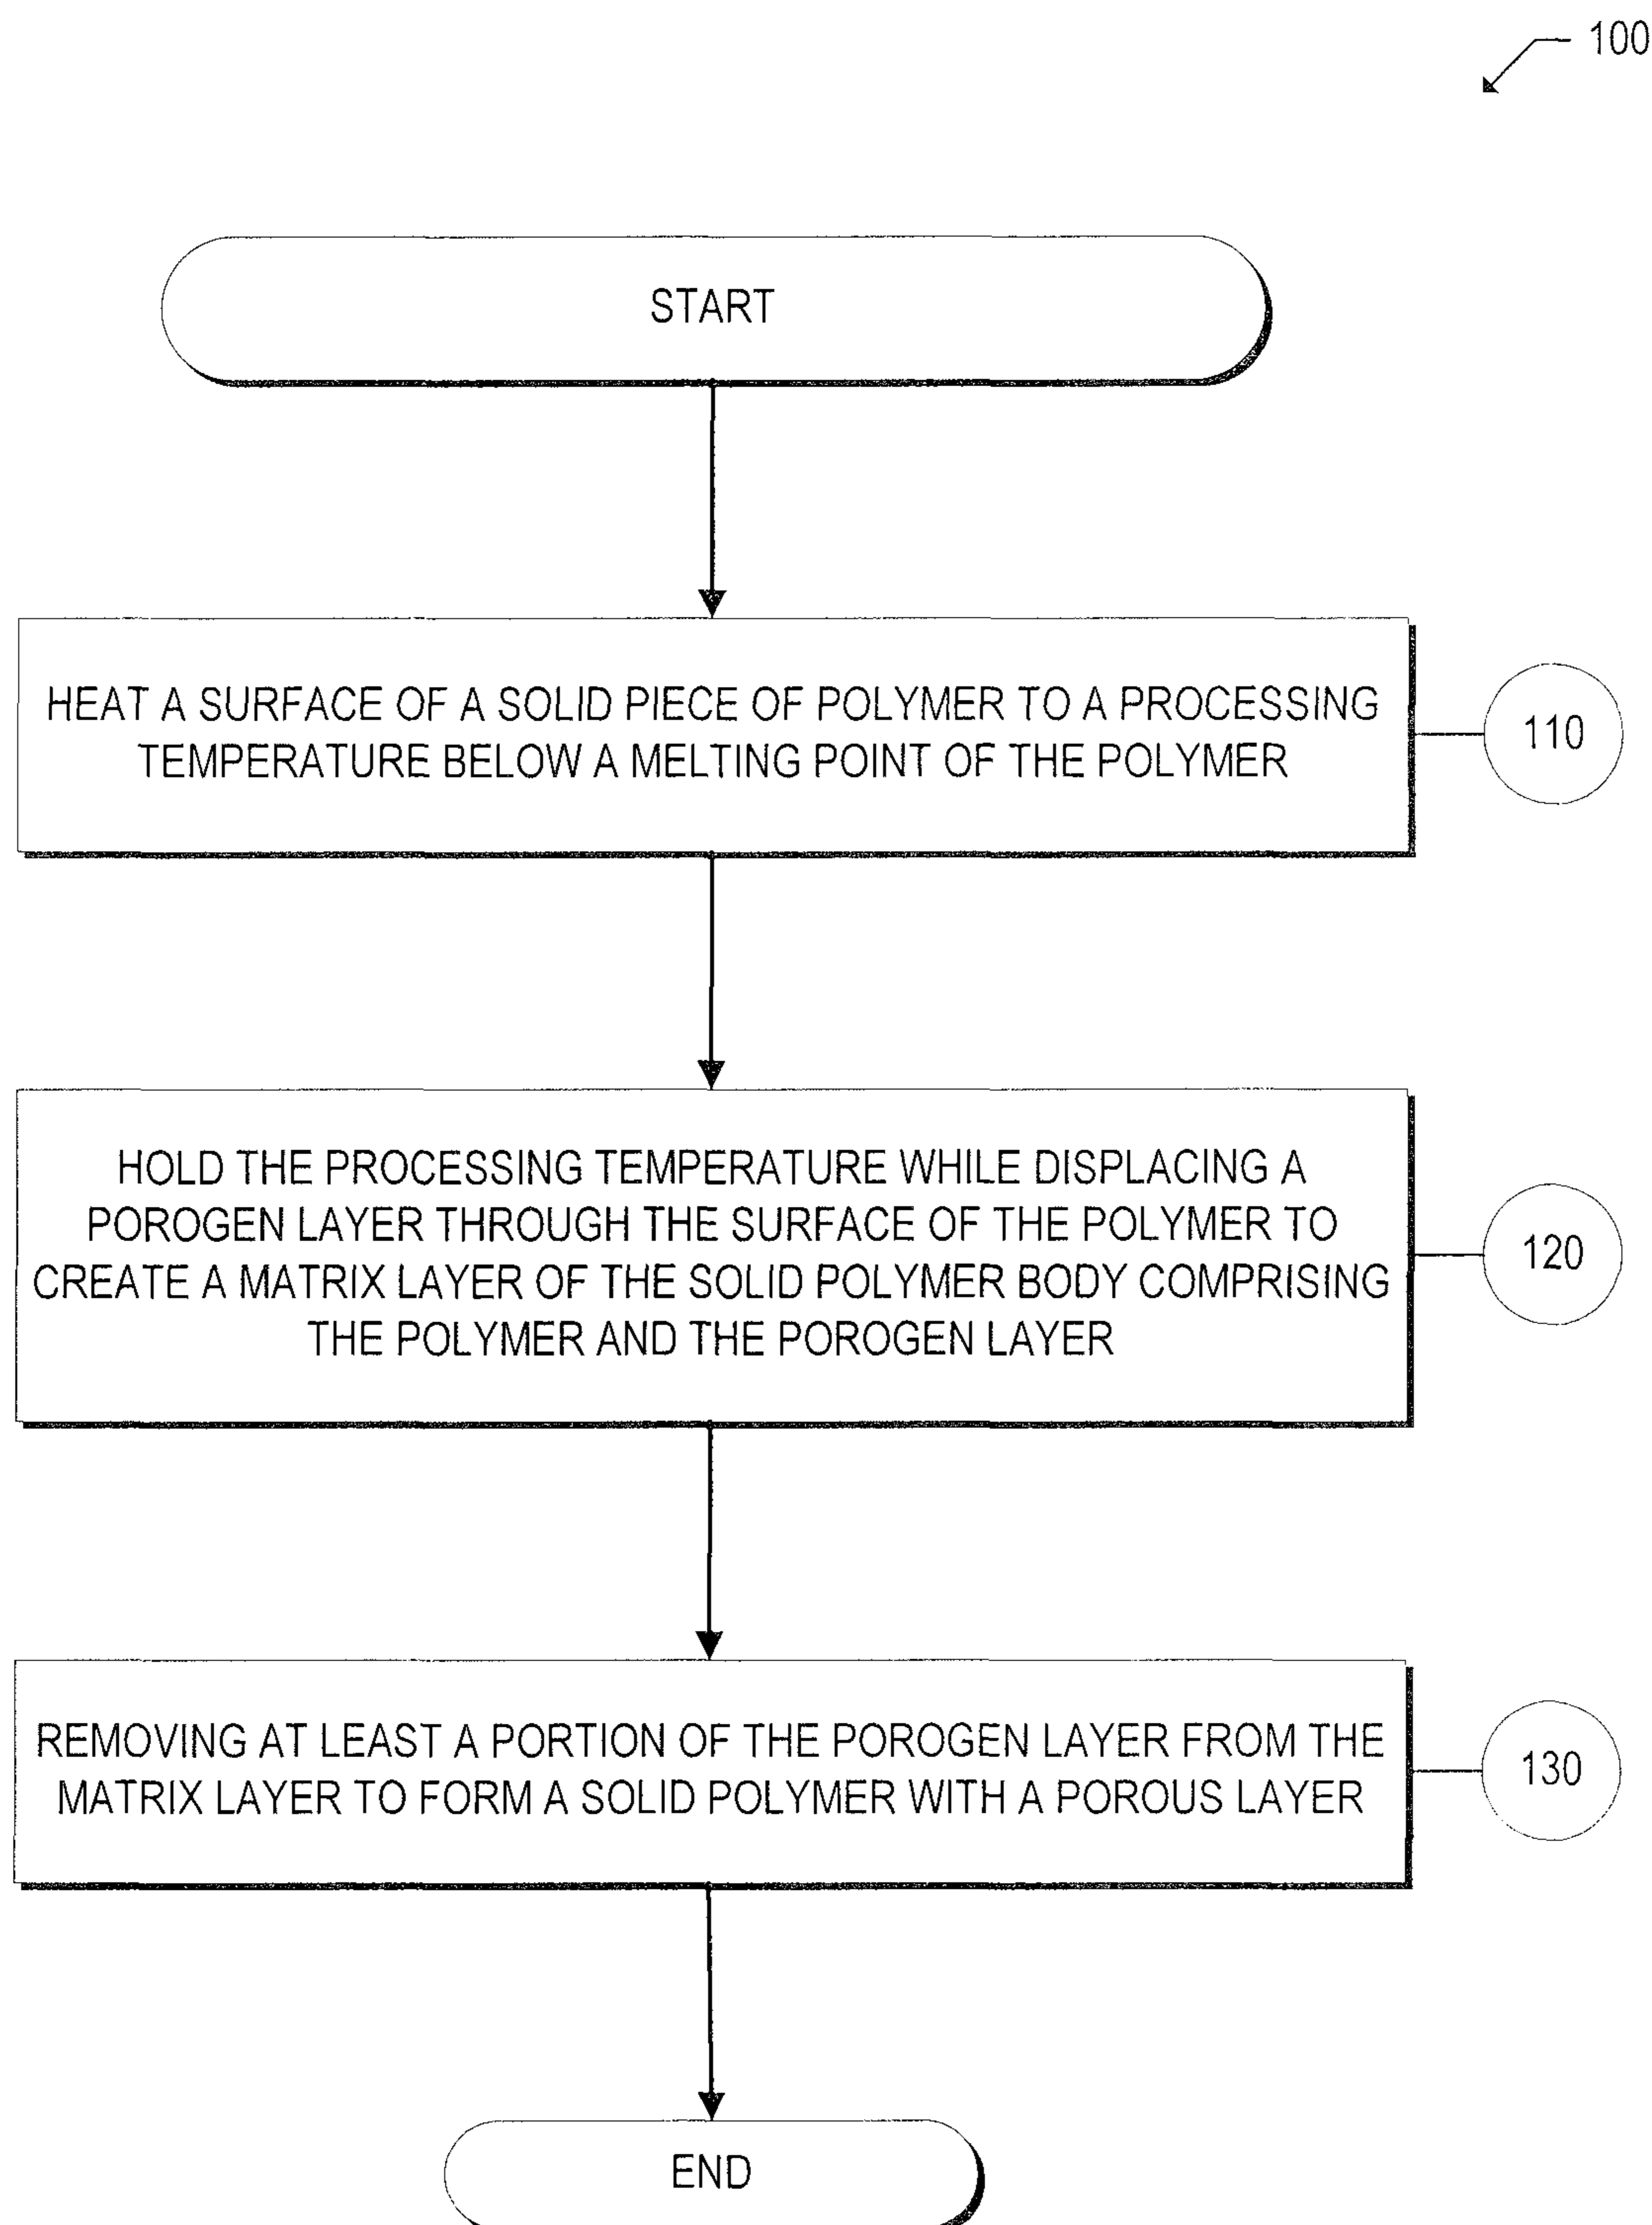 100
START
HEAT A SURFACE OF A SOLID PIECE OF POLYMER TO A PROCESSING
TEMPERATURE BELOW A MELTING POINT OF THE POLYMER
110
HOLD THE PROCESSING TEMPERATURE WHILE DISPLACING A
POROGEN LAYER THROUGH THE SURFACE OF THE POLYMER TO
CREATE A MATRIX LAYER OF THE SOLID POLYMER BODY COMPRISING
THE POLYMER AND THE POROGEN LAYER
120
REMOVING AT LEAST A PORTION OF THE POROGEN LAYER FROM THE
MATRIX LAYER TO FORM A SOLID POLYMER WITH A POROUS LAYER
130
END